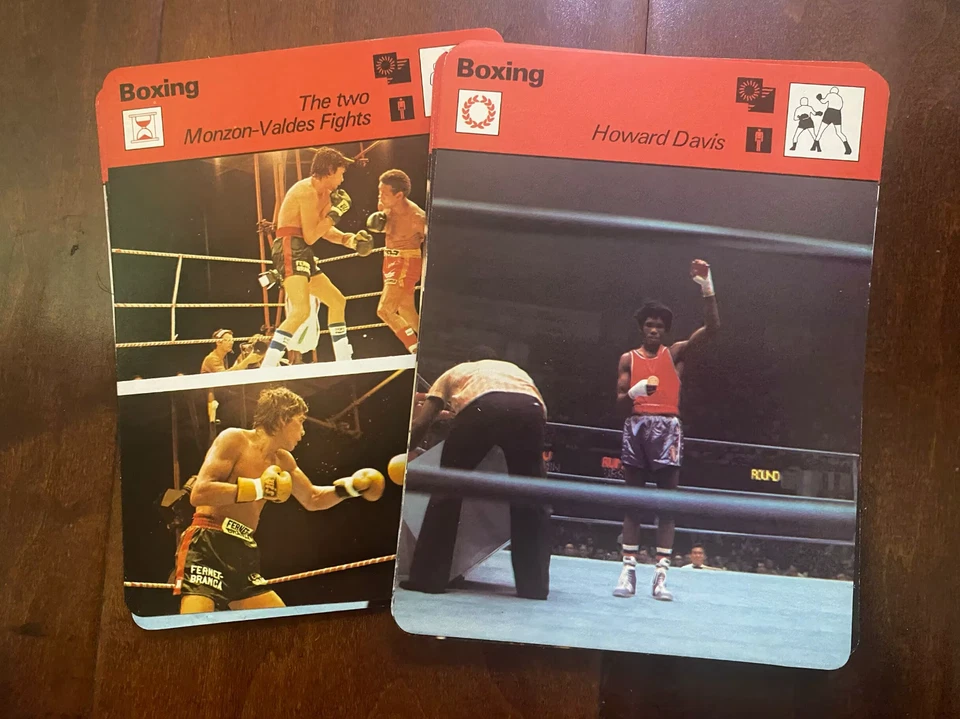 Boxing
The two
Monzon-Valdes Fights
FERNET-
BRANCA
Boxing
Howard Davis
ROUND